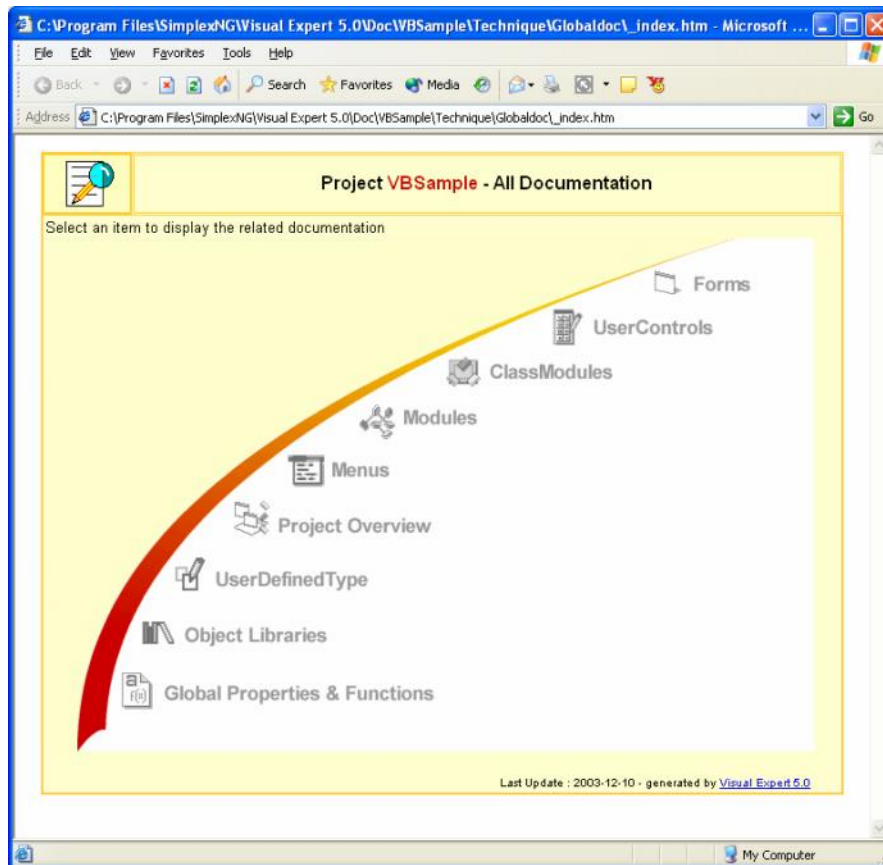 C:\Program Files\SimplexNG\Visual Expert 5.0\Doc\VBSample\Technique\Globaldoc\_index.htm - Microsoft ...
File Edit View Favorites Tools Help
Back Search Favorites Media
Address C:\Program Files\SimplexNG\Visual Expert 5.0\Doc\VBSample\Technique\Globaldoc\_index.htm Go
Project VBSample - All Documentation
Select an item to display the related documentation
Forms
UserControls
ClassModules
Modules
Menus
Project Overview
UserDefinedType
Object Libraries
Global Properties & Functions
Last Update : 2003-12-10 - generated by Visual Expert 5.0
My Computer